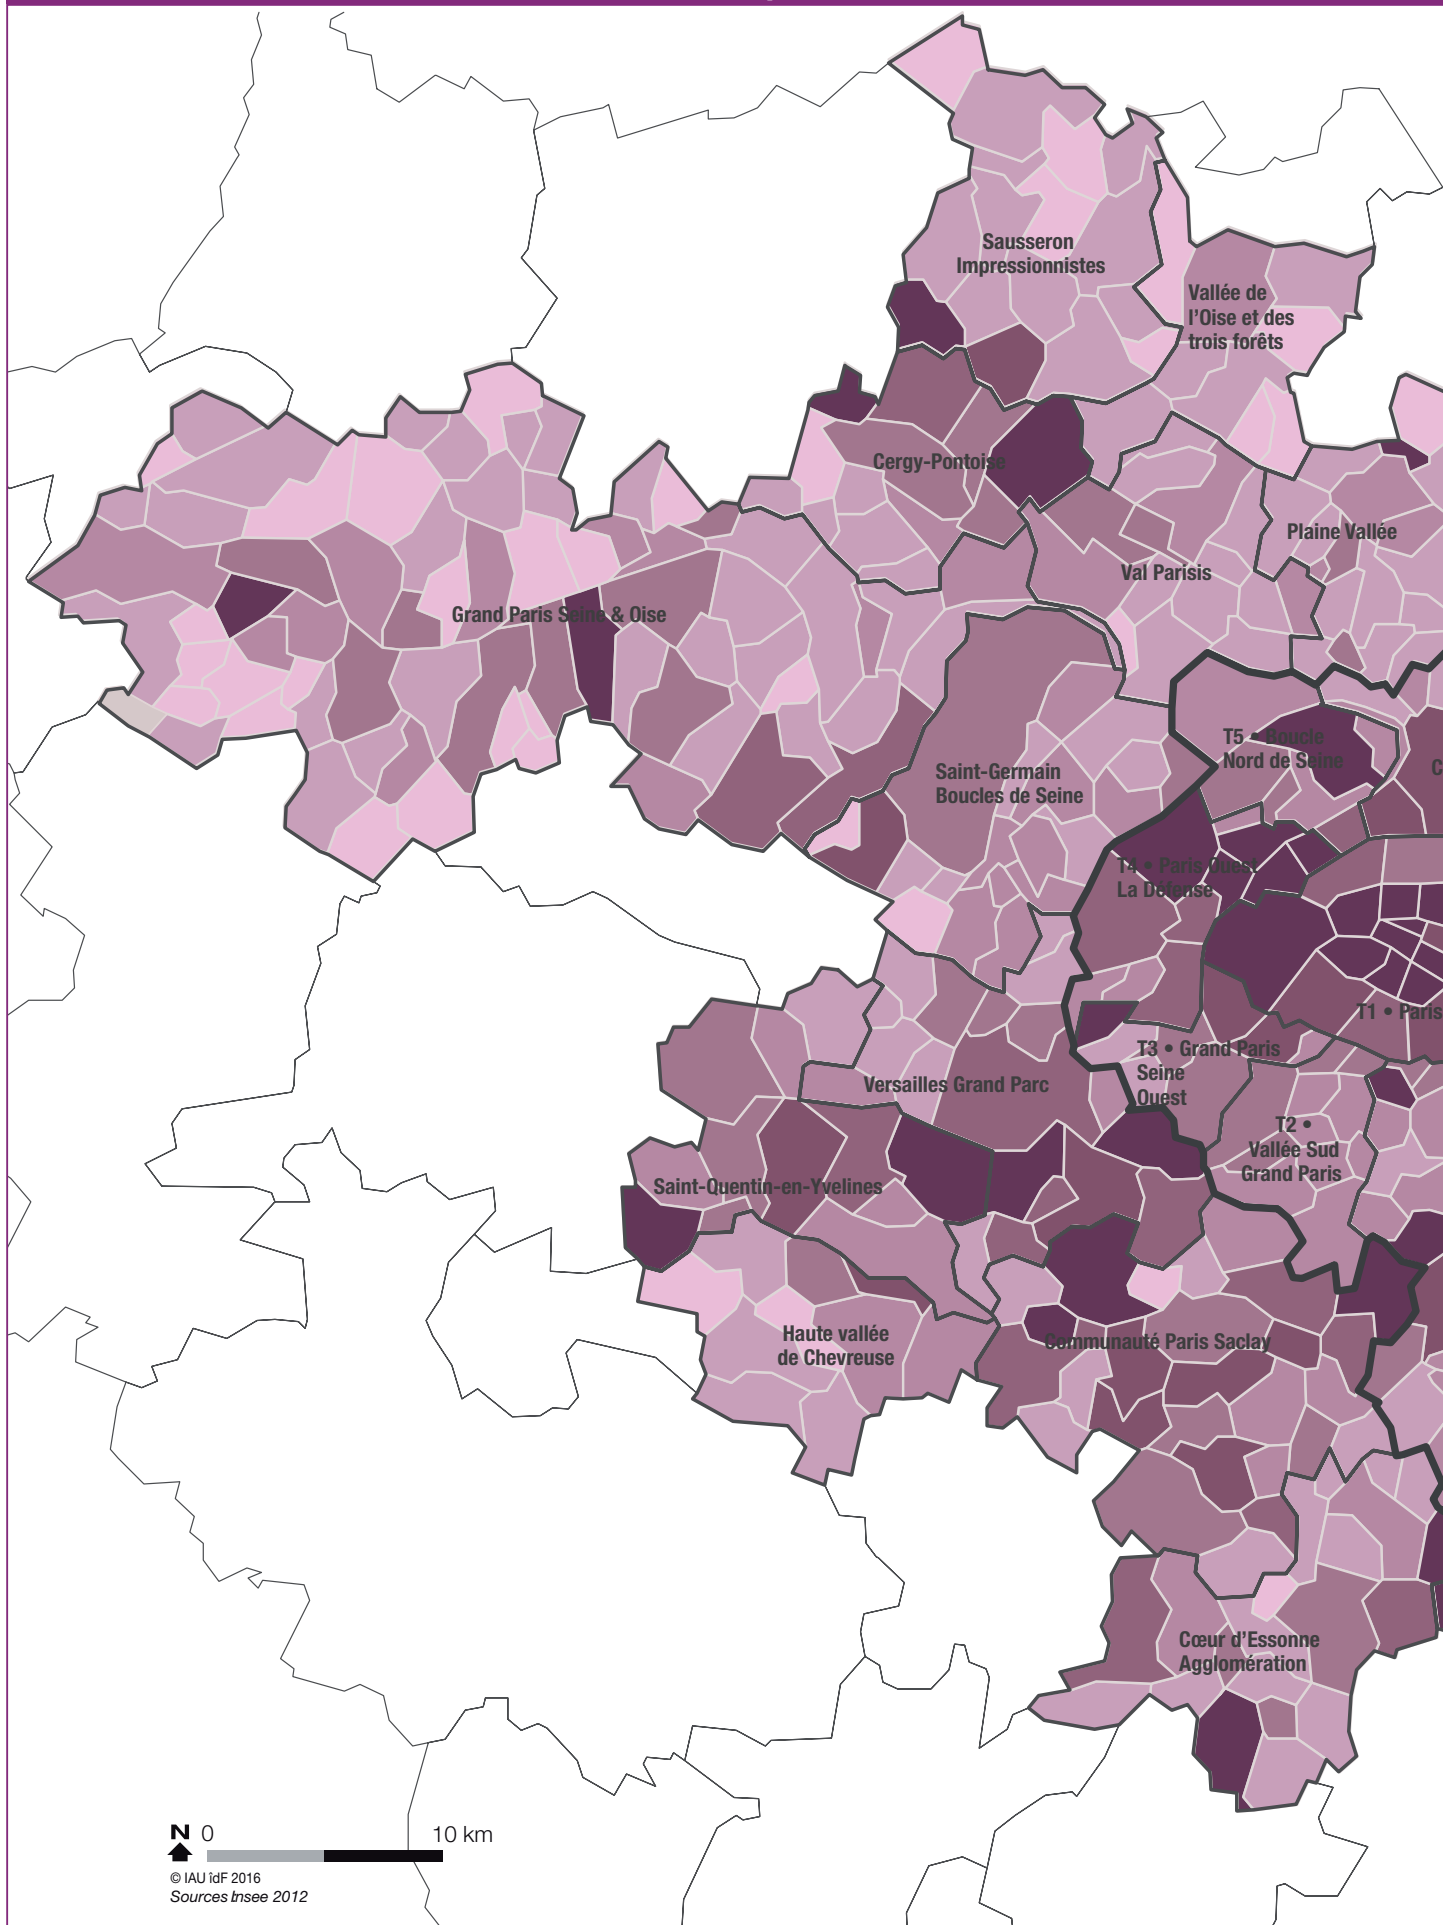 Sausseron
Impressionnistes
Vallée de
l'Oise et des
trois forêts
Cergy-Pontoise
Plaine Vallée
Val Parisis
Grand Paris Seine & Oise
T5 • Boucle
Nord de Seine
C
Saint-Germain
Boucles de Seine
T4 • Paris Ouest
La Défense
T1 • Paris
T3 • Grand Paris
Seine
Ouest
Versailles Grand Parc
T2 •
Vallée Sud
Grand Paris
Saint-Quentin-en-Yvelines
Haute vallée
de Chevreuse
Communauté Paris Saclay
Cœur d'Essonne
Agglomération
N 0 10 km
© IAU îdF 2016
Sources Insee 2012